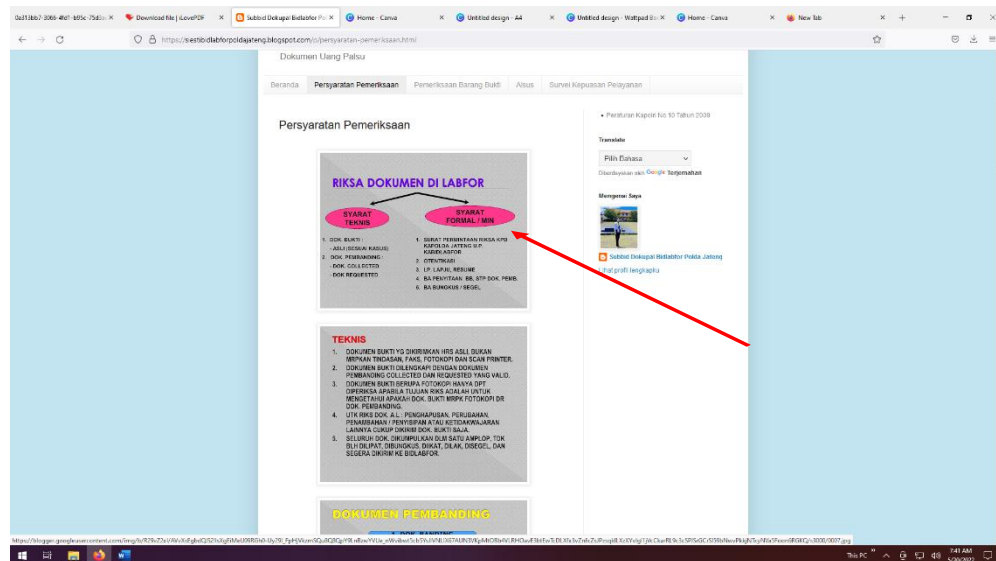 Download file | iLovePDF
Subbid Dokupal Bidlabfor Po
Home - Canva
Untitled design - A4
Untitled design - Wattpad Bo
Home - Canva
New Tab
https://siestibidlabforpoldajateng.blogspot.com/p/persyaratan-pemeriksaan.html
Dokumen Uang Palsu
Beranda
Persyaratan Pemeriksaan
Pemeriksaan Barang Bukti
Alsus
Survei Kepuasan Pelayanan
Persyaratan Pemeriksaan
RIKSA DOKUMEN DI LABFOR
SYARAT
TEKNIS
SYARAT
FORMAL / MIN
1. DOK. BUKTI :
- ASLI (SESUAI KASUS)
2. DOK. PEMBANDING :
- DOK. COLLECTED
- DOK REQUESTED
1. SURAT PERMINTAAN RIKSA KPD
KAPOLDA JATENG U.P.
KABIDLABFOR
2. OTENTIKASI
3. LP, LAPJU, RESUME
4. BA PENYITAAN: BB, STP DOK. PEMB.
5. BA BUNGKUS / SEGEL.
TEKNIS
1. DOKUMEN BUKTI YG DIKIRIMKAN HRS ASLI, BUKAN
MRPKAN TINDASAN, FAKS, FOTOKOPI DAN SCAN PRINTER.
2. DOKUMEN BUKTI DILENGKAPI DENGAN DOKUMEN
PEMBANDING COLLECTED DAN REQUESTED YANG VALID.
3. DOKUMEN BUKTI BERUPA FOTOKOPI HANYA DPT
DIPERIKSA APABILA TUJUAN RIKS ADALAH UNTUK
MENGETAHUI APAKAH DOK. BUKTI MRPK FOTOKOPI DR
DOK. PEMBANDING.
4. UTK RIKS DOK. A.L : PENGHAPUSAN, PERUBAHAN,
PENAMBAHAN / PENYISIPAN ATAU KETIDAKWAJARAN
LAINNYA CUKUP DIKIRIM DOK. BUKTI SAJA.
5. SELURUH DOK. DIKUMPULKAN DLM SATU AMPLOP, TDK
BLH DILIPAT, DIBUNGKUS, DIIKAT, DILAK, DISEGEL, DAN
SEGERA DIKIRIM KE BIDLABFOR.
DOKUMEN PEMBANDING
Peraturan Kapolri No 10 Tahun 2009
Translate
Pilih Bahasa
Diberdayakan oleh Google Terjemahan
Mengenai Saya
Subbid Dokupal Bidlabfor Polda Jateng
Lihat profil lengkapku
This PC
7:41 AM
5/30/2022